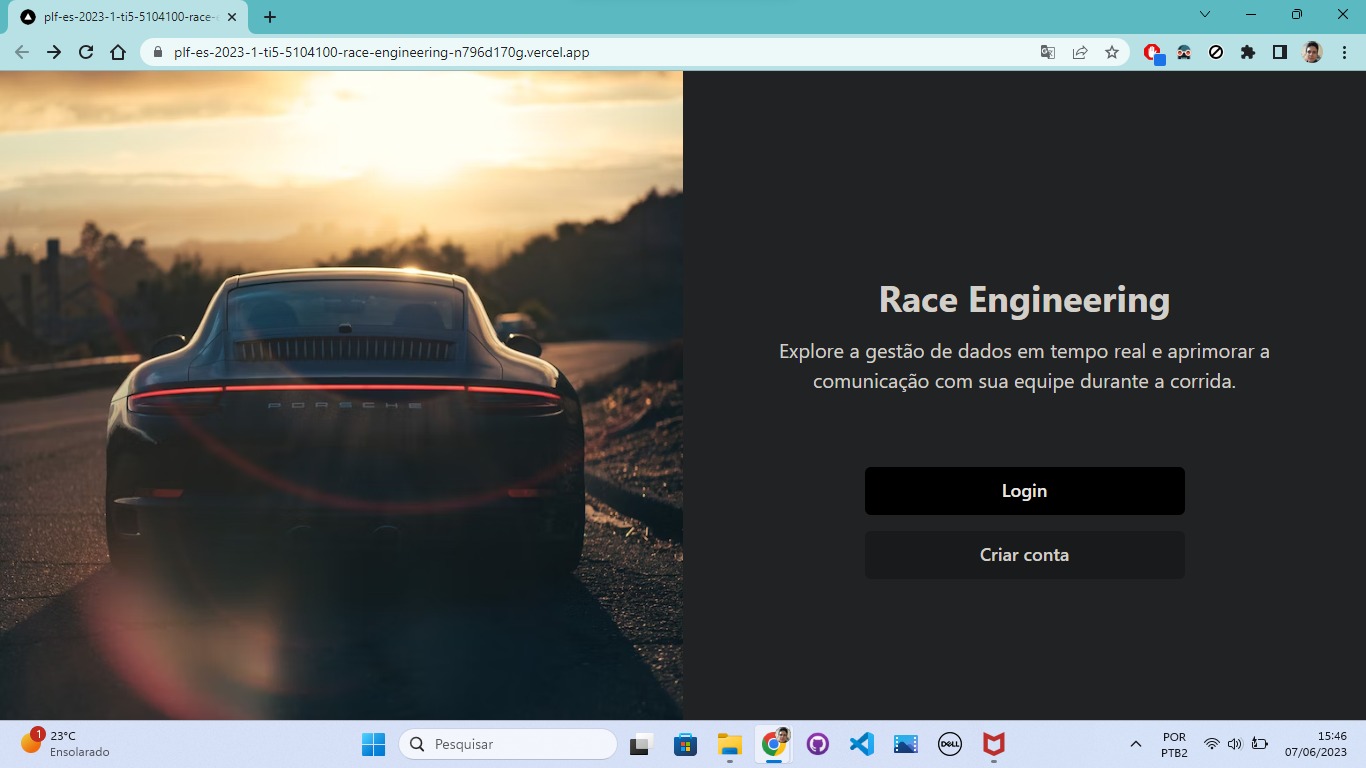 plf-es-2023-1-ti5-5104100-race-e
plf-es-2023-1-ti5-5104100-race-engineering-n796d170g.vercel.app
PORSCHE
Race Engineering
Explore a gestão de dados em tempo real e aprimorar a
comunicação com sua equipe durante a corrida.
Login
Criar conta
1
23°C
Ensolarado
Pesquisar
DELL
POR
PTB2
15:46
07/06/2023